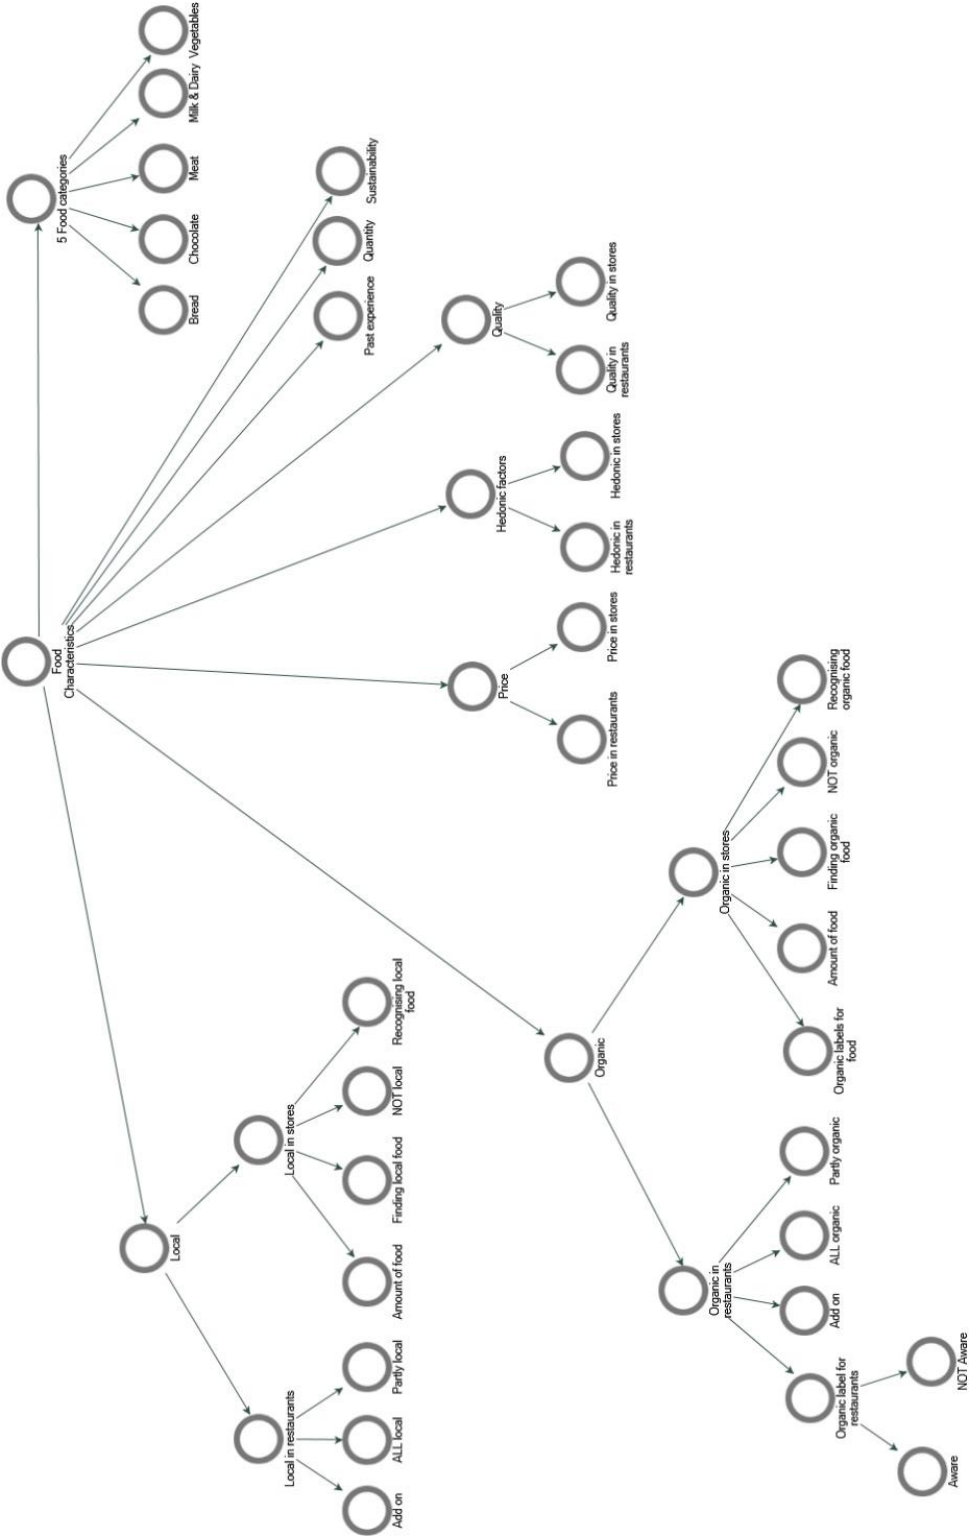 Food
Characteristics
5 Food categories
Bread
Chocolate
Meat
Milk & Dairy
Vegetables
Past experience
Quantity
Sustainability
Quality
Quality in
restaurants
Quality in stores
Hedonic factors
Hedonic in
restaurants
Hedonic in stores
Price
Price in restaurants
Price in stores
Local
Local in restaurants
Add on
ALL local
Partly local
Local in stores
Amount of food
Finding local food
NOT local
Recognising local
food
Organic
Organic in
restaurants
Organic label for
restaurants
Aware
NOT Aware
Add on
ALL organic
Partly organic
Organic in stores
Organic labels for
food
Amount of food
Finding organic
food
NOT organic
Recognising
organic food